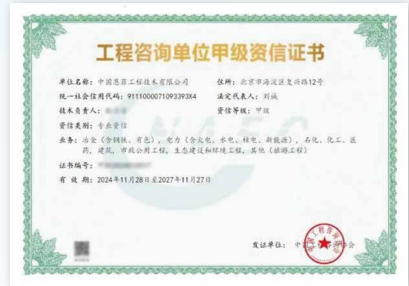 工程咨询单位甲级资信证书
单位名称：中国恩菲工程技术有限公司
住所：北京市海淀区复兴路12号
统一社会信用代码：9111000071093393X4
法定代表人：刘诚
技术负责人：
资信等级：甲级
资信类别：专业资信
业务：冶金（含钢铁、有色），电力（含火电、水电、核电、新能源），石化、化工、医
药，建筑，市政公用工程，生态建设和环境工程，其他（旅游工程）
证书编号：
有 效 期：2024年11月28日至2027年11月27日
发证单位：中